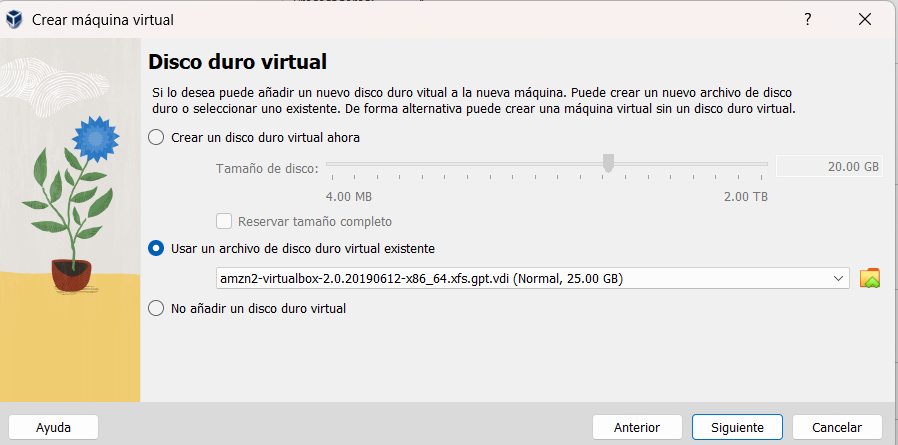 Crear máquina virtual
?
Disco duro virtual
Si lo desea puede añadir un nuevo disco duro vitual a la nueva máquina. Puede crear un nuevo archivo de disco
duro o seleccionar uno existente. De forma alternativa puede crear una máquina virtual sin un disco duro virtual.
Crear un disco duro virtual ahora
Tamaño de disco:
20.00 GB
4.00 MB
2.00 TB
Reservar tamaño completo
Usar un archivo de disco duro virtual existente
amzn2-virtualbox-2.0.20190612-x86_64.xfs.gpt.vdi (Normal, 25.00 GB)
No añadir un disco duro virtual
Ayuda
Anterior
Siguiente
Cancelar